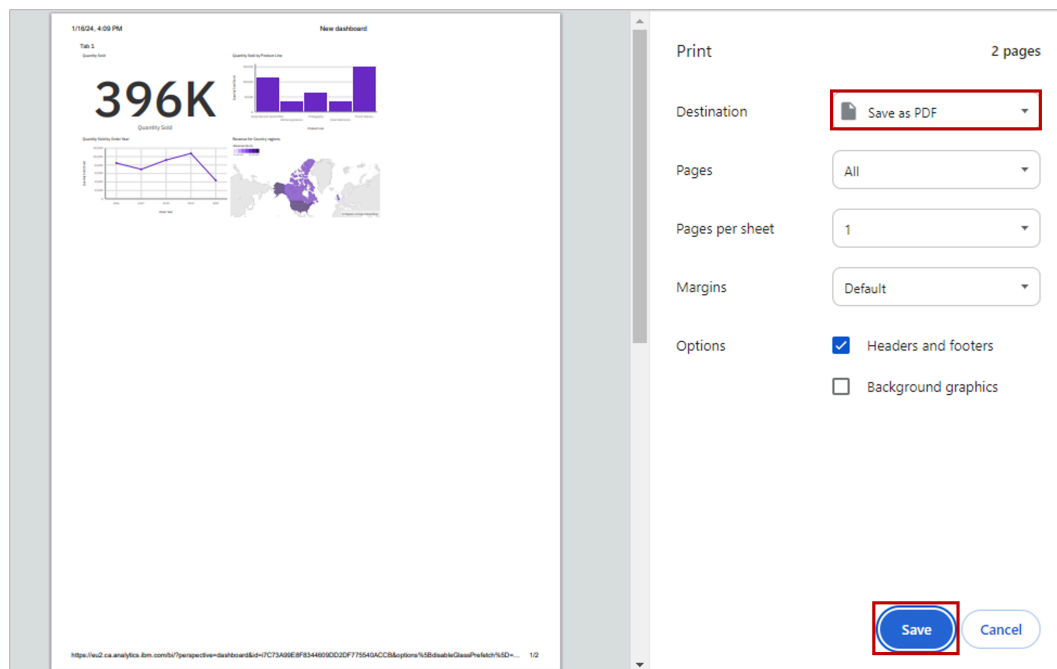 1/16/24, 4:09 PM
New dashboard
Tab 1
Quantity Sold
396K
Quantity Sold
Quantity Sold by Product Line
Quantity Sold by Order Year
Order Year
Revenue for Country regions
https://eu2.ca.analytics.ibm.com/bi/?perspective=dashboard&id=i7C73A99E8F8344609DD2DF775540ACCB&options%5BdisableGlassPrefetch%5D=...
1/2
Print
2 pages
Destination
Save as PDF
Pages
All
Pages per sheet
1
Margins
Default
Options
Headers and footers
Background graphics
Save
Cancel